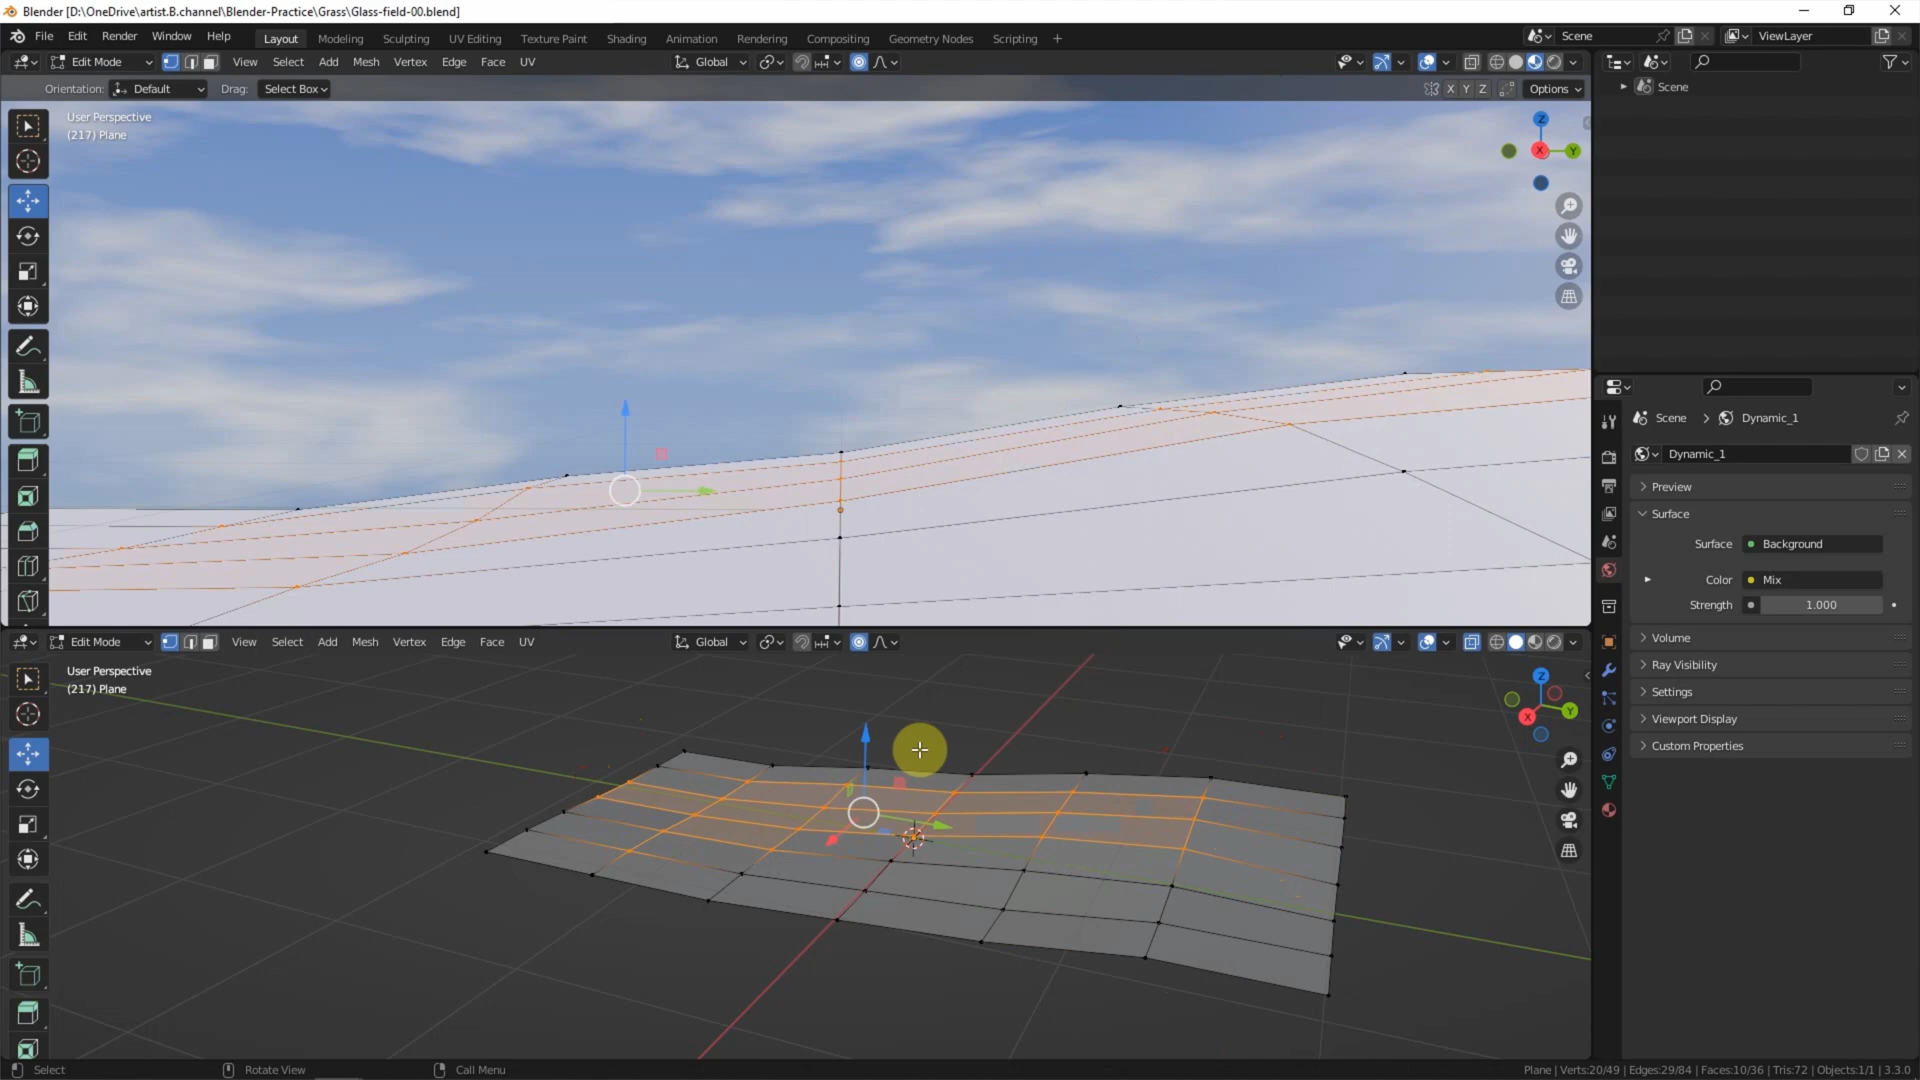 Blender [D:\OneDrive\artist.B.channel\Blender-Practice\Grass\Glass-field-00.blend]
File Edit Render Window Help Layout Modeling Sculpting UV Editing Texture Paint Shading Animation Rendering Compositing Geometry Nodes Scripting + Scene ViewLayer
Edit Mode View Select Add Mesh Vertex Edge Face UV Global
Orientation: Default Drag: Select Box X Y Z Options
Scene
User Perspective
(217) Plane
Z
X Y
Scene > Dynamic_1
Dynamic_1
Preview
Surface
Surface Background
Color Mix
Strength 1.000
Volume
Ray Visibility
Settings
Viewport Display
Custom Properties
Edit Mode View Select Add Mesh Vertex Edge Face UV Global
User Perspective
(217) Plane
Z
X Y
Select Rotate View Call Menu Plane | Verts:20/49 | Edges:29/84 | Faces:10/36 | Tris:72 | Objects:1/1 | 3.3.0